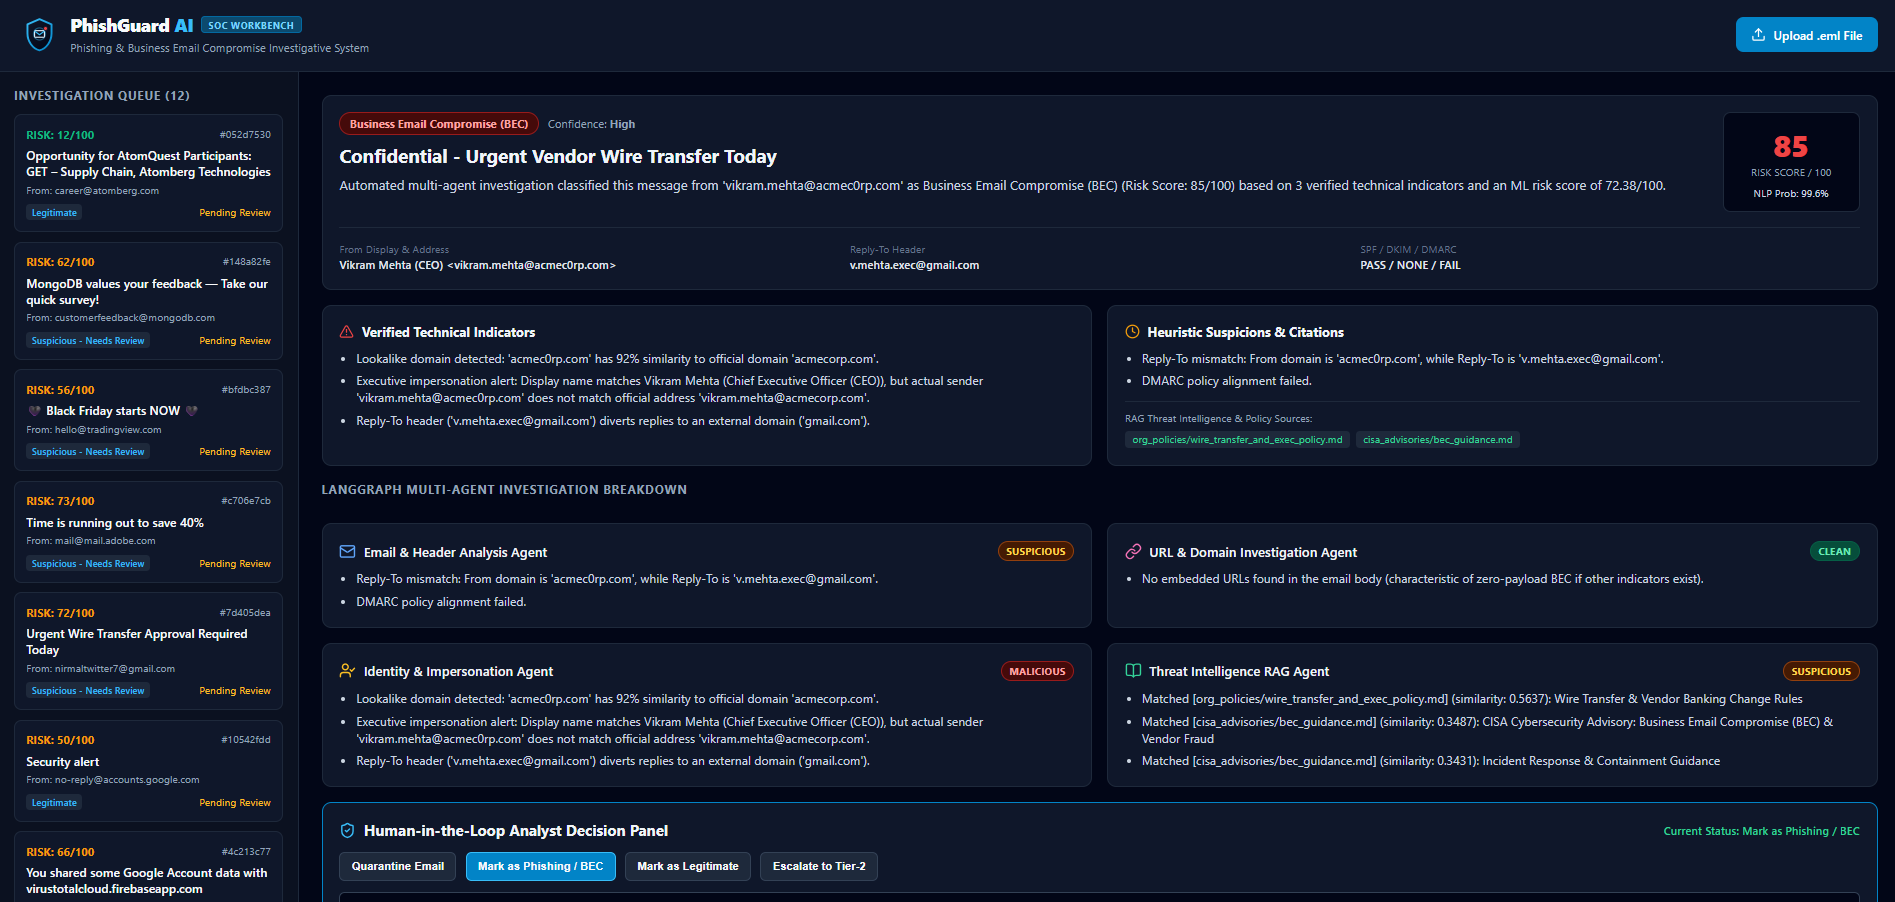 PhishGuard AI SOC WORKBENCH
Phishing & Business Email Compromise Investigative System
Upload .eml File
INVESTIGATION QUEUE (12)
RISK: 12/100 #052d7530
Opportunity for AtomQuest Participants:
GET – Supply Chain, Atomberg Technologies
From: career@atomberg.com
Legitimate Pending Review
RISK: 62/100 #148a82fe
MongoDB values your feedback — Take our
quick survey!
From: customerfeedback@mongodb.com
Suspicious - Needs Review Pending Review
RISK: 56/100 #bfdbc387
🖤 Black Friday starts NOW 🖤
From: hello@tradingview.com
Suspicious - Needs Review Pending Review
RISK: 73/100 #c706e7cb
Time is running out to save 40%
From: mail@mail.adobe.com
Suspicious - Needs Review Pending Review
RISK: 72/100 #7d405dea
Urgent Wire Transfer Approval Required
Today
From: nirmaltwitter7@gmail.com
Suspicious - Needs Review Pending Review
RISK: 50/100 #10542fdd
Security alert
From: no-reply@accounts.google.com
Legitimate Pending Review
RISK: 66/100 #4c213c77
You shared some Google Account data with
virustotalcloud.firebaseapp.com
Business Email Compromise (BEC) Confidence: High
Confidential - Urgent Vendor Wire Transfer Today
Automated multi-agent investigation classified this message from 'vikram.mehta@acmec0rp.com' as Business Email Compromise (BEC) (Risk Score: 85/100) based on 3 verified technical indicators and an ML risk score of 72.38/100.
85
RISK SCORE / 100
NLP Prob: 99.6%
From Display & Address
Vikram Mehta (CEO) <vikram.mehta@acmec0rp.com>
Reply-To Header
v.mehta.exec@gmail.com
SPF / DKIM / DMARC
PASS / NONE / FAIL
Verified Technical Indicators
• Lookalike domain detected: 'acmec0rp.com' has 92% similarity to official domain 'acmecorp.com'.
• Executive impersonation alert: Display name matches Vikram Mehta (Chief Executive Officer (CEO)), but actual sender
'vikram.mehta@acmec0rp.com' does not match official address 'vikram.mehta@acmecorp.com'.
• Reply-To header ('v.mehta.exec@gmail.com') diverts replies to an external domain ('gmail.com').
Heuristic Suspicions & Citations
• Reply-To mismatch: From domain is 'acmec0rp.com', while Reply-To is 'v.mehta.exec@gmail.com'.
• DMARC policy alignment failed.
RAG Threat Intelligence & Policy Sources:
org_policies/wire_transfer_and_exec_policy.md cisa_advisories/bec_guidance.md
LANGGRAPH MULTI-AGENT INVESTIGATION BREAKDOWN
Email & Header Analysis Agent SUSPICIOUS
• Reply-To mismatch: From domain is 'acmec0rp.com', while Reply-To is 'v.mehta.exec@gmail.com'.
• DMARC policy alignment failed.
URL & Domain Investigation Agent CLEAN
• No embedded URLs found in the email body (characteristic of zero-payload BEC if other indicators exist).
Identity & Impersonation Agent MALICIOUS
• Lookalike domain detected: 'acmec0rp.com' has 92% similarity to official domain 'acmecorp.com'.
• Executive impersonation alert: Display name matches Vikram Mehta (Chief Executive Officer (CEO)), but actual sender
'vikram.mehta@acmec0rp.com' does not match official address 'vikram.mehta@acmecorp.com'.
• Reply-To header ('v.mehta.exec@gmail.com') diverts replies to an external domain ('gmail.com').
Threat Intelligence RAG Agent SUSPICIOUS
• Matched [org_policies/wire_transfer_and_exec_policy.md] (similarity: 0.5637): Wire Transfer & Vendor Banking Change Rules
• Matched [cisa_advisories/bec_guidance.md] (similarity: 0.3487): CISA Cybersecurity Advisory: Business Email Compromise (BEC) &
Vendor Fraud
• Matched [cisa_advisories/bec_guidance.md] (similarity: 0.3431): Incident Response & Containment Guidance
Human-in-the-Loop Analyst Decision Panel
Current Status: Mark as Phishing / BEC
Quarantine Email Mark as Phishing / BEC Mark as Legitimate Escalate to Tier-2